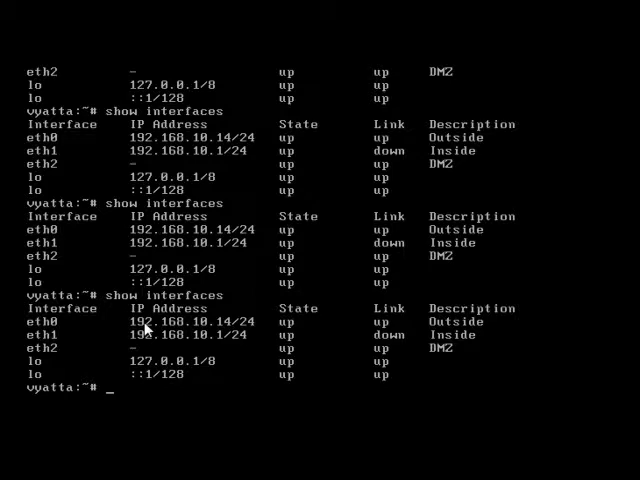 eth2 - up up DMZ
lo 127.0.0.1/8 up up
lo ::1/128 up up
vyatta:~# show interfaces
Interface IP Address State Link Description
eth0 192.168.10.14/24 up up Outside
eth1 192.168.10.1/24 up down Inside
eth2 - up up DMZ
lo 127.0.0.1/8 up up
lo ::1/128 up up
vyatta:~# show interfaces
Interface IP Address State Link Description
eth0 192.168.10.14/24 up up Outside
eth1 192.168.10.1/24 up down Inside
eth2 - up up DMZ
lo 127.0.0.1/8 up up
lo ::1/128 up up
vyatta:~# show interfaces
Interface IP Address State Link Description
eth0 192.168.10.14/24 up up Outside
eth1 192.168.10.1/24 up down Inside
eth2 - up up DMZ
lo 127.0.0.1/8 up up
lo ::1/128 up up
vyatta:~# _